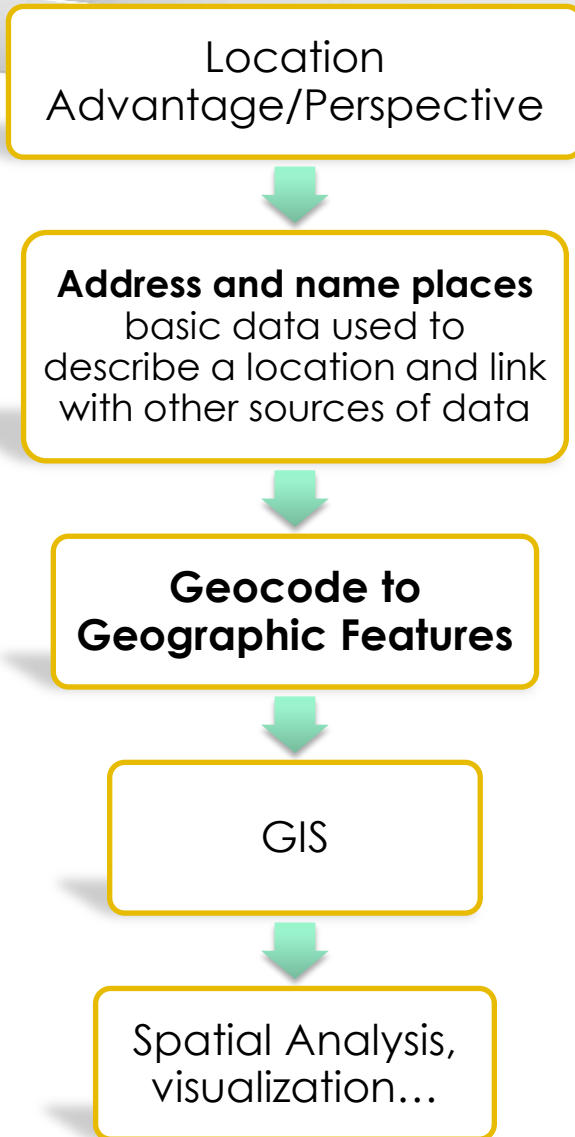 Location
Advantage/Perspective
Address and name places
basic data used to
describe a location and link
with other sources of data
Geocode to
Geographic Features
GIS
Spatial Analysis,
visualization…